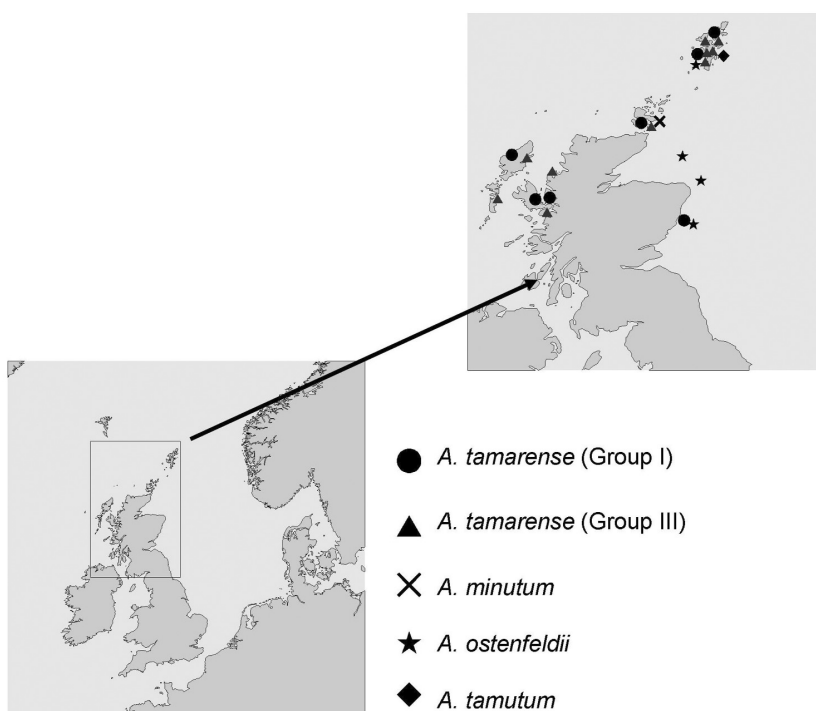 A. tamarense (Group I)
A. tamarense (Group III)
A. minutum
A. ostenfeldii
A. tamutum